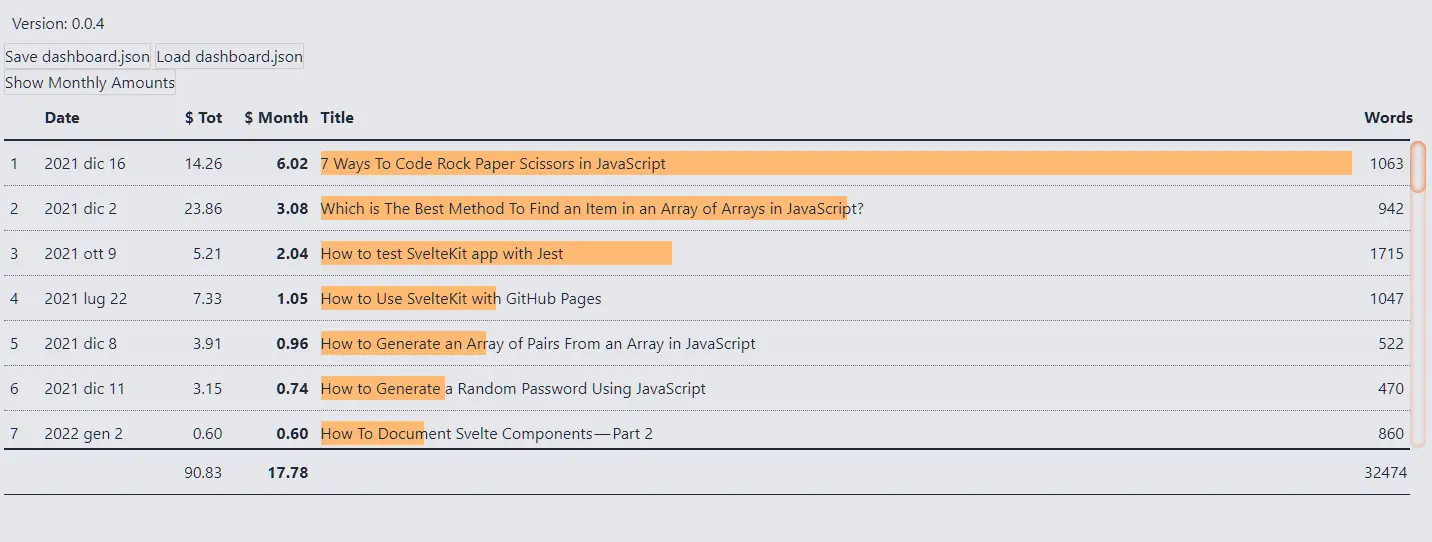 Version: 0.0.4
Save dashboard.json Load dashboard.json
Show Monthly Amounts
Date $ Tot $ Month Title Words
1 2021 dic 16 14.26 6.02 7 Ways To Code Rock Paper Scissors in JavaScript 1063
2 2021 dic 2 23.86 3.08 Which is The Best Method To Find an Item in an Array of Arrays in JavaScript? 942
3 2021 ott 9 5.21 2.04 How to test SvelteKit app with Jest 1715
4 2021 lug 22 7.33 1.05 How to Use SvelteKit with GitHub Pages 1047
5 2021 dic 8 3.91 0.96 How to Generate an Array of Pairs From an Array in JavaScript 522
6 2021 dic 11 3.15 0.74 How to Generate a Random Password Using JavaScript 470
7 2022 gen 2 0.60 0.60 How To Document Svelte Components — Part 2 860
90.83 17.78 32474